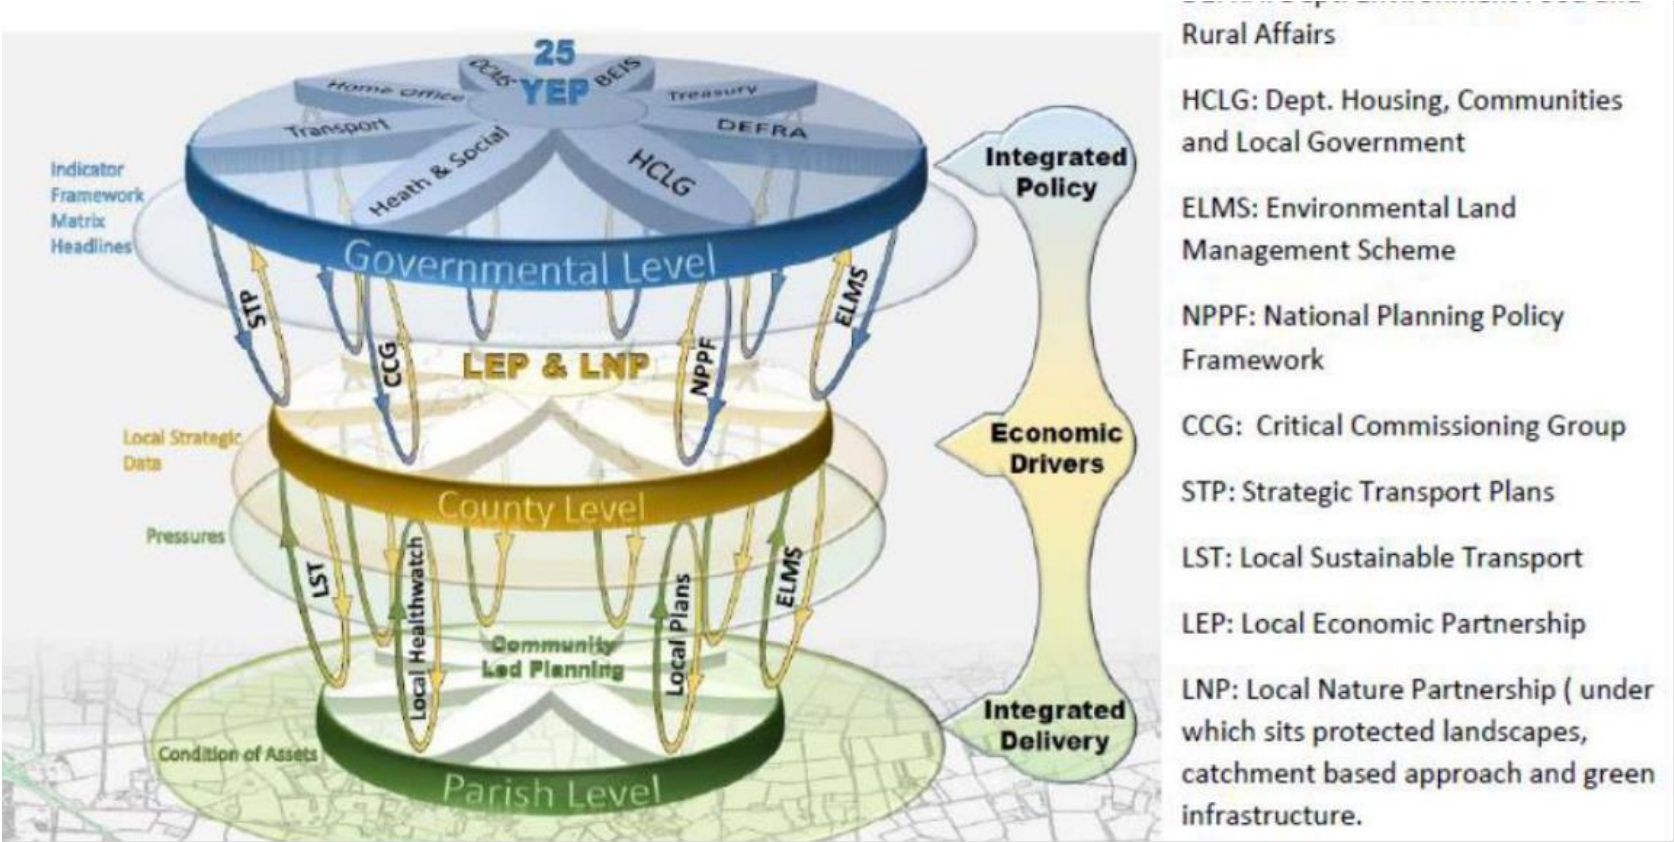 25
YEP
DCMS
BEIS
Home Office
Treasury
Transport
DEFRA
Heath & Social
HCLG
Governmental Level
Indicator
Framework
Matrix
Headlines
STP
CCG
NPPF
ELMS
LEP & LNP
Local Strategic
Data
County Level
Pressures
LST
Local Healthwatch
Local Plans
ELMS
Community
Led Planning
Condition of Assets
Parish Level
Integrated
Policy
Economic
Drivers
Integrated
Delivery
Rural Affairs
HCLG: Dept. Housing, Communities
and Local Government
ELMS: Environmental Land
Management Scheme
NPPF: National Planning Policy
Framework
CCG: Critical Commissioning Group
STP: Strategic Transport Plans
LST: Local Sustainable Transport
LEP: Local Economic Partnership
LNP: Local Nature Partnership ( under
which sits protected landscapes,
catchment based approach and green
infrastructure.